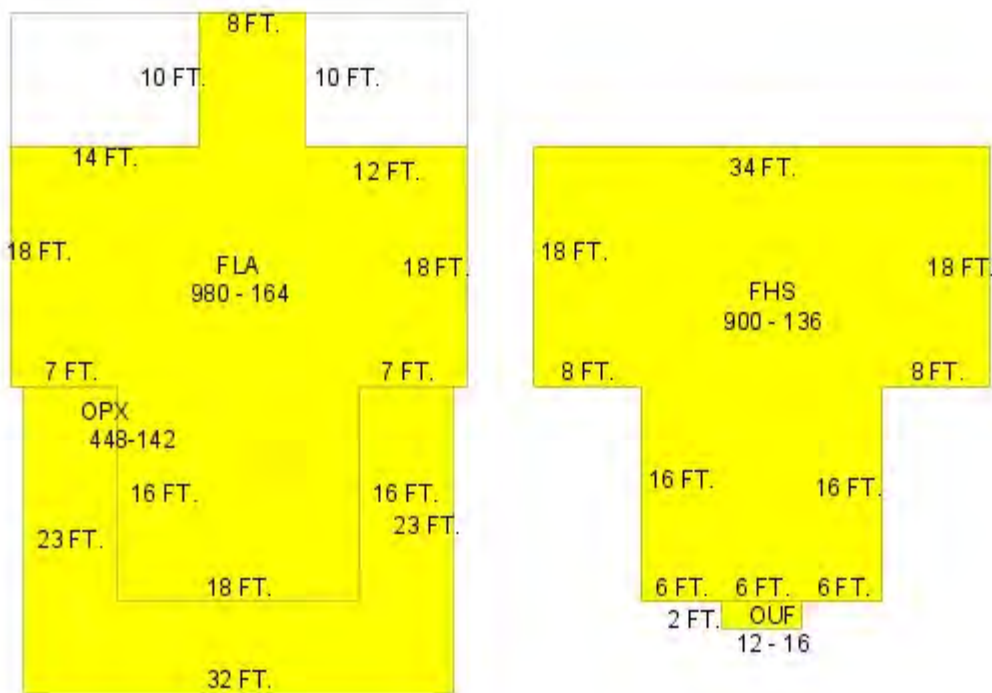 8 FT.
10 FT.
10 FT.
14 FT.
12 FT.
18 FT.
FLA
980 - 164
18 FT.
7 FT.
7 FT.
OPX
448-142
16 FT.
16 FT.
23 FT.
23 FT.
18 FT.
32 FT.
34 FT.
18 FT.
FHS
900 - 136
18 FT.
8 FT.
8 FT.
16 FT.
16 FT.
6 FT.
6 FT.
6 FT.
2 FT.
OUF
12 - 16